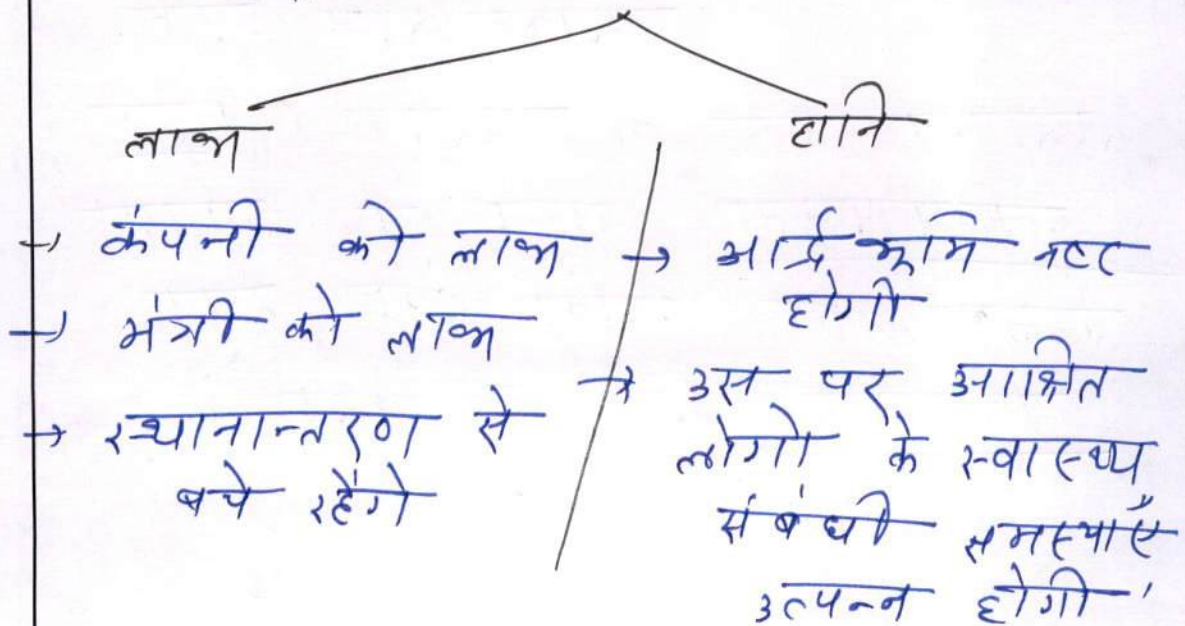 लाभ
हानि
→ कंपनी को लाभ
→ मंत्री को लाभ
→ स्थानान्तरण से
बचे रहेंगे
→ आर्द्र भूमि नष्ट
होगी
→ उस पर आश्रित
लोगो के स्वास्थ्य
संबंधी समस्याएँ
उत्पन्न होगी'